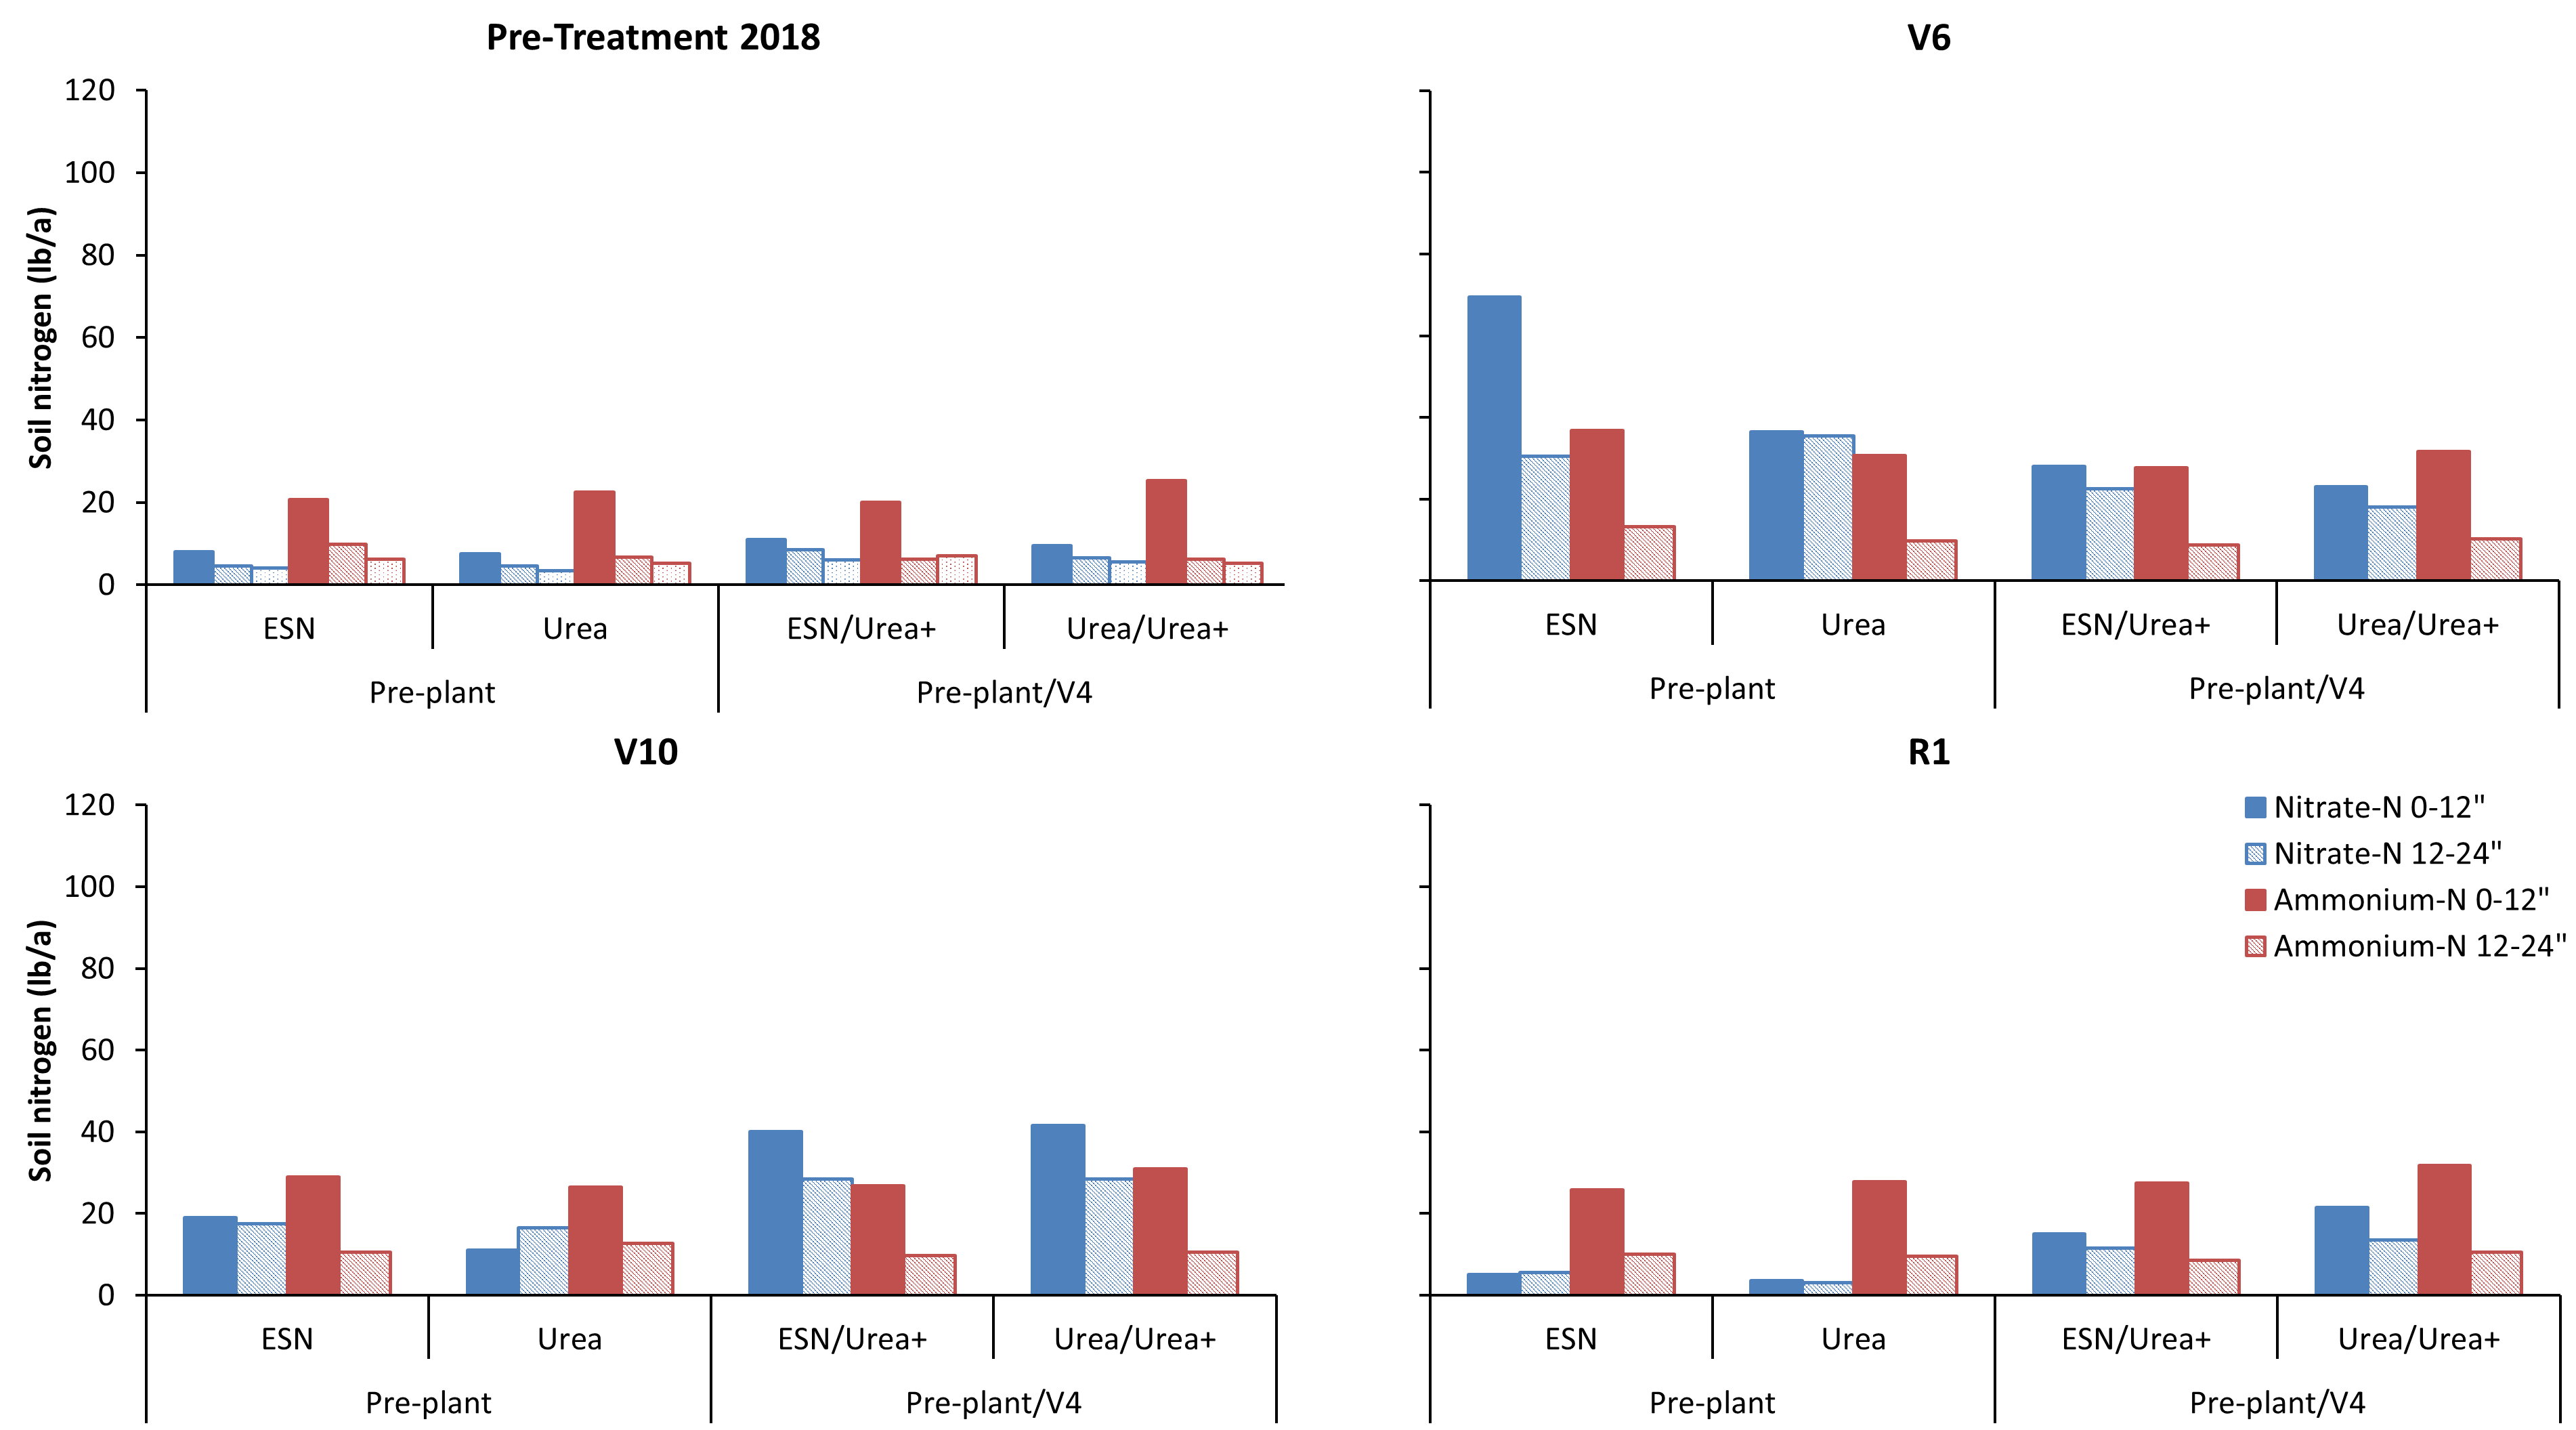 Pre-Treatment 2018
Soil nitrogen (lb/a)
120
100
80
60
40
20
0
ESN Urea ESN/Urea+ Urea/Urea+
Pre-plant Pre-plant/V4
V6
ESN Urea ESN/Urea+ Urea/Urea+
Pre-plant Pre-plant/V4
V10
Soil nitrogen (lb/a)
120
100
80
60
40
20
0
ESN Urea ESN/Urea+ Urea/Urea+
Pre-plant Pre-plant/V4
R1
Nitrate-N 0-12"
Nitrate-N 12-24"
Ammonium-N 0-12"
Ammonium-N 12-24"
ESN Urea ESN/Urea+ Urea/Urea+
Pre-plant Pre-plant/V4